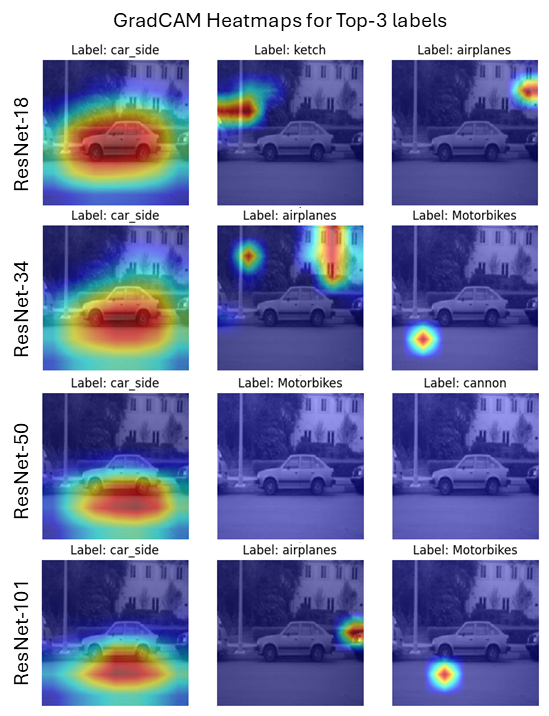 GradCAM Heatmaps for Top-3 labels
Label: car_side Label: ketch Label: airplanes
ResNet-18
Label: car_side Label: airplanes Label: Motorbikes
ResNet-34
Label: car_side Label: Motorbikes Label: cannon
ResNet-50
Label: car_side Label: airplanes Label: Motorbikes
ResNet-101